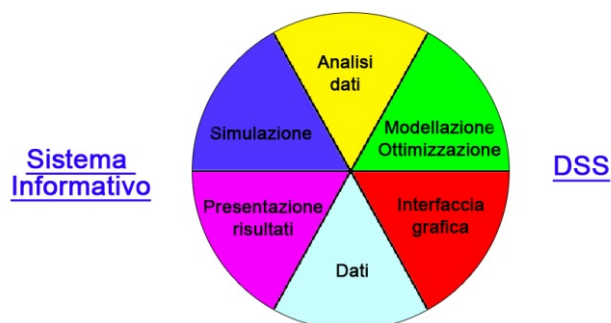 Analisi
dati
Simulazione
Modellazione
Ottimizzazione
Sistema
Informativo
DSS
Presentazione
risultati
Interfaccia
grafica
Dati